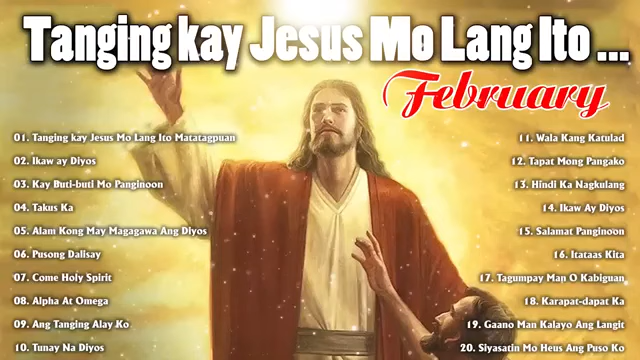 Tanging kay Jesus Mo Lang Ito ...
February
01. Tanging kay Jesus Mo Lang Ito Matatagpuan
02. Ikaw ay Diyos
03. Kay Buti-buti Mo Panginoon
04. Takus Ka
05. Alam Kong May Magagawa Ang Diyos
06. Pusong Dalisay
07. Come Holy Spirit
08. Alpha At Omega
09. Ang Tanging Alay Ko
10. Tunay Na Diyos
11. Wala Kang Katulad
12. Tapat Mong Pangako
13. Hindi Ka Nagkulang
14. Ikaw Ay Diyos
15. Salamat Panginoon
16. Itataas Kita
17. Tagumpay Man O Kabiguan
18. Karapat-dapat Ka
19. Gaano Man Kalayo Ang Langit
20. Siyasatin Mo Heus Ang Puso Ko